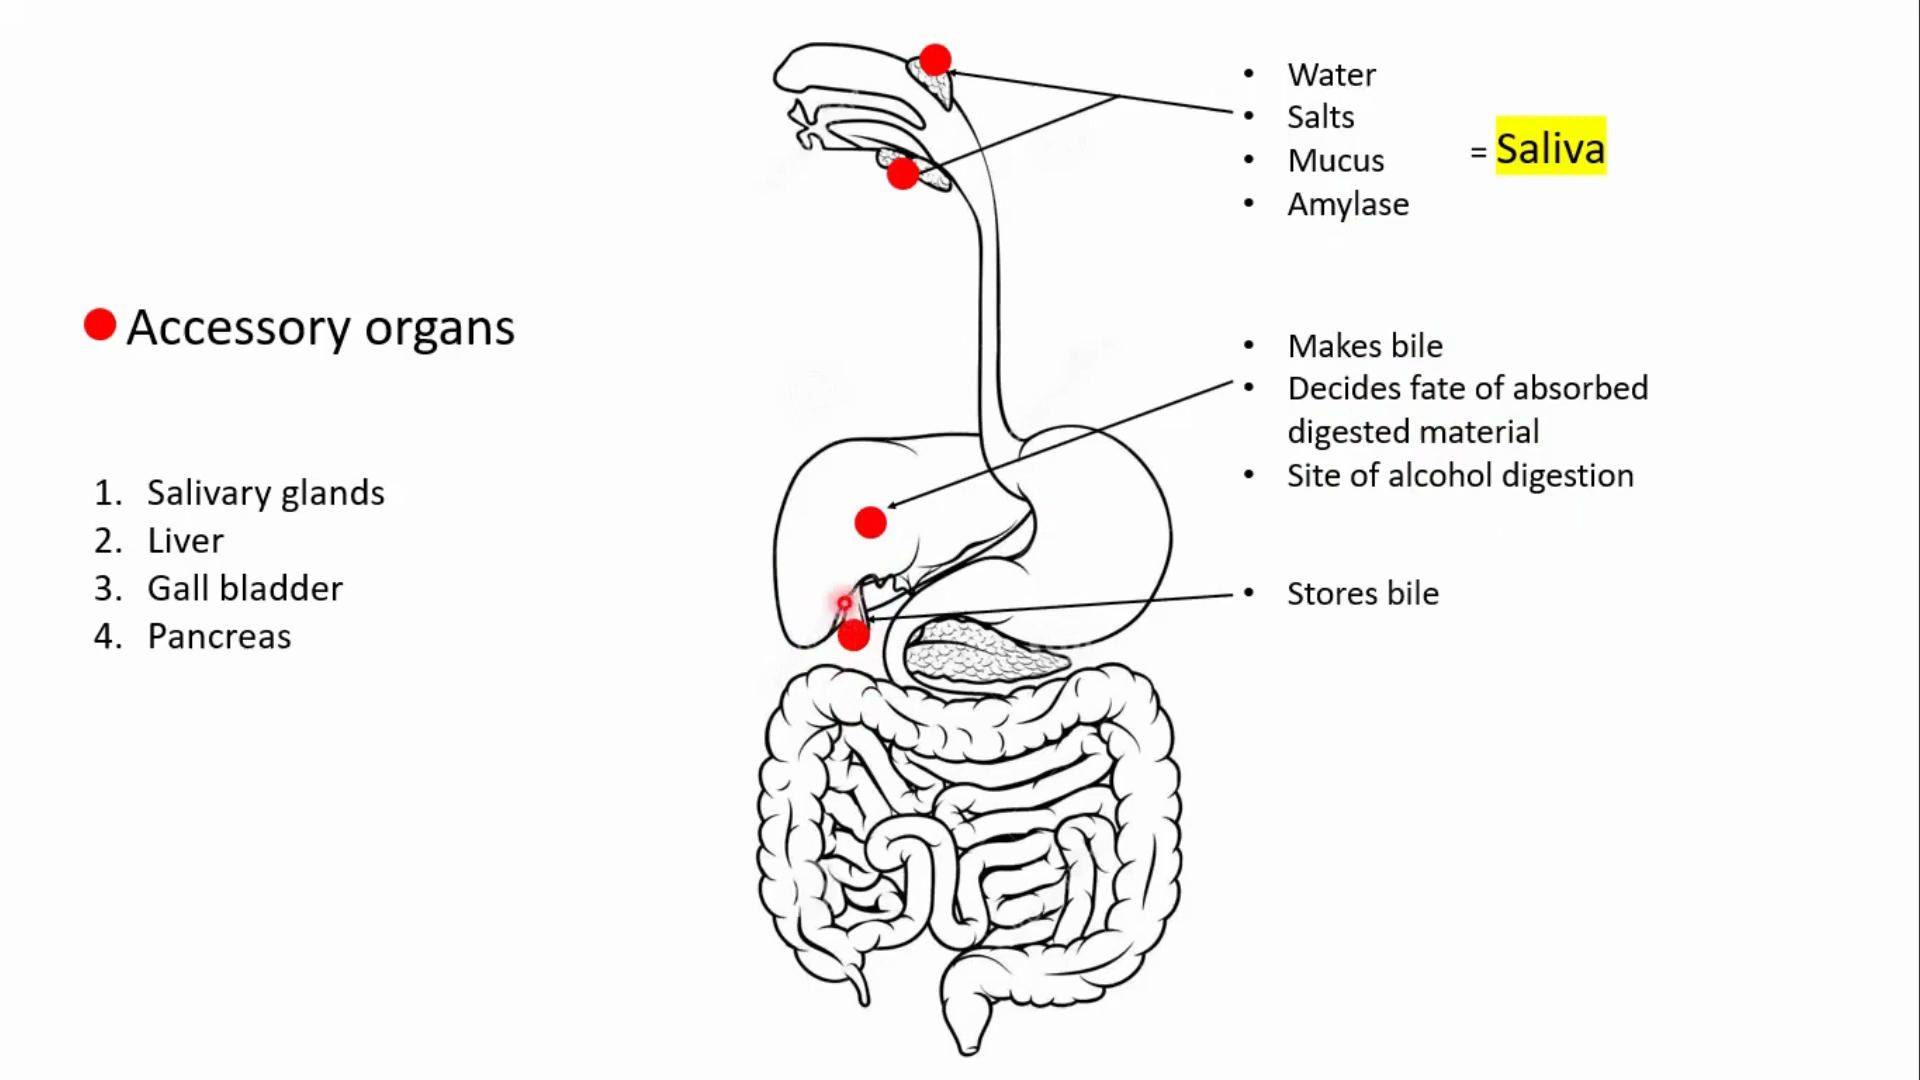 Accessory organs
1. Salivary glands
2. Liver
3. Gall bladder
4. Pancreas
• Water
• Salts
• Mucus
• Amylase
= Saliva
• Makes bile
• Decides fate of absorbed
digested material
• Site of alcohol digestion
• Stores bile